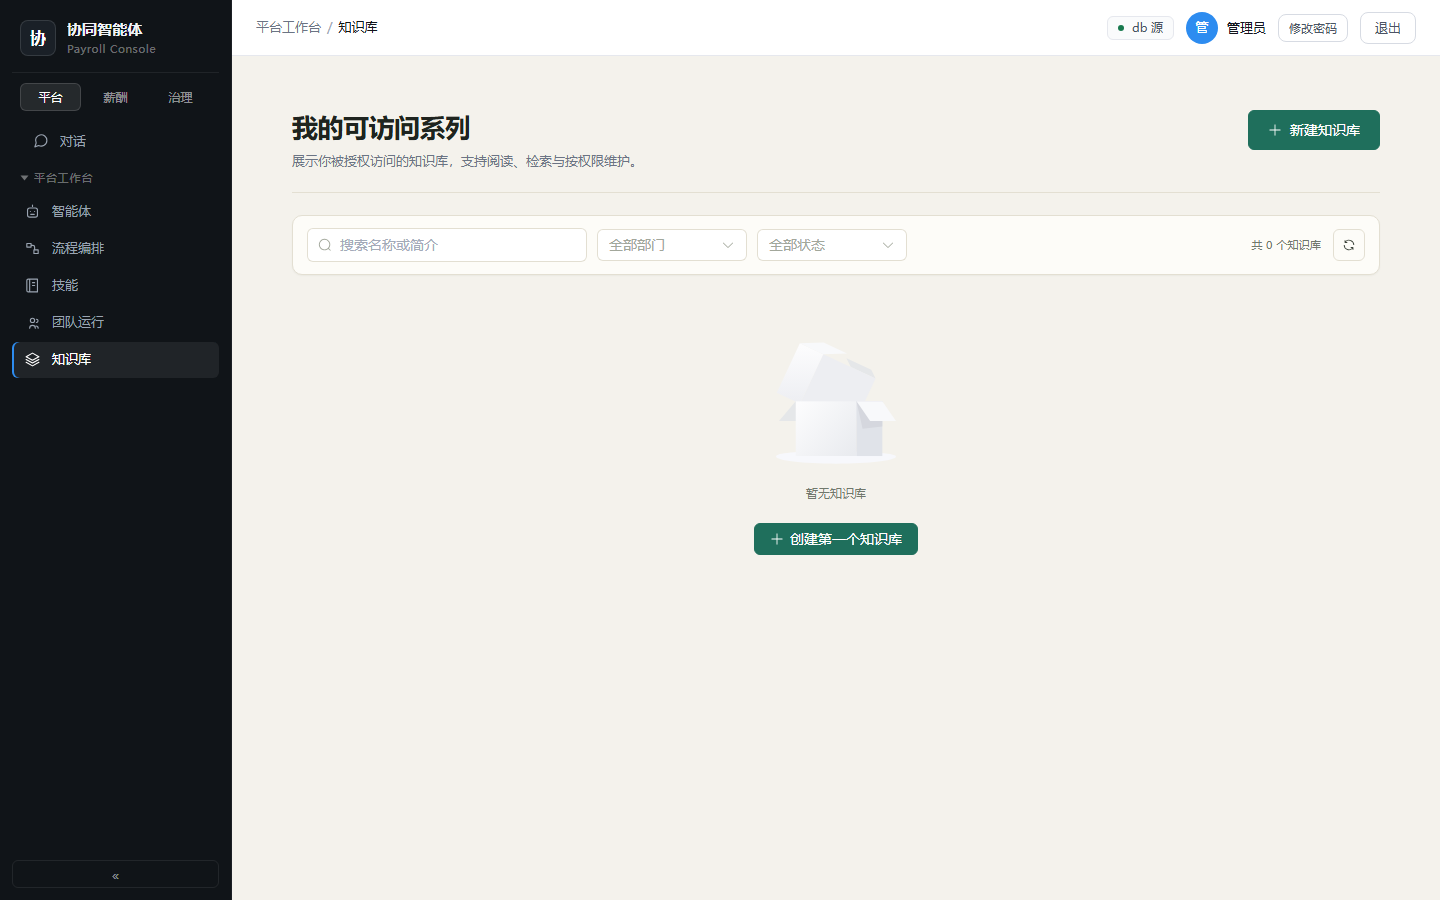 协
协同智能体
Payroll Console
平台 薪酬 治理
对话
平台工作台
智能体
流程编排
技能
团队运行
知识库
«
平台工作台 / 知识库
db 源
管
管理员
修改密码
退出
我的可访问系列
展示你被授权访问的知识库，支持阅读、检索与按权限维护。
新建知识库
搜索名称或简介
全部部门
全部状态
共 0 个知识库
暂无知识库
创建第一个知识库